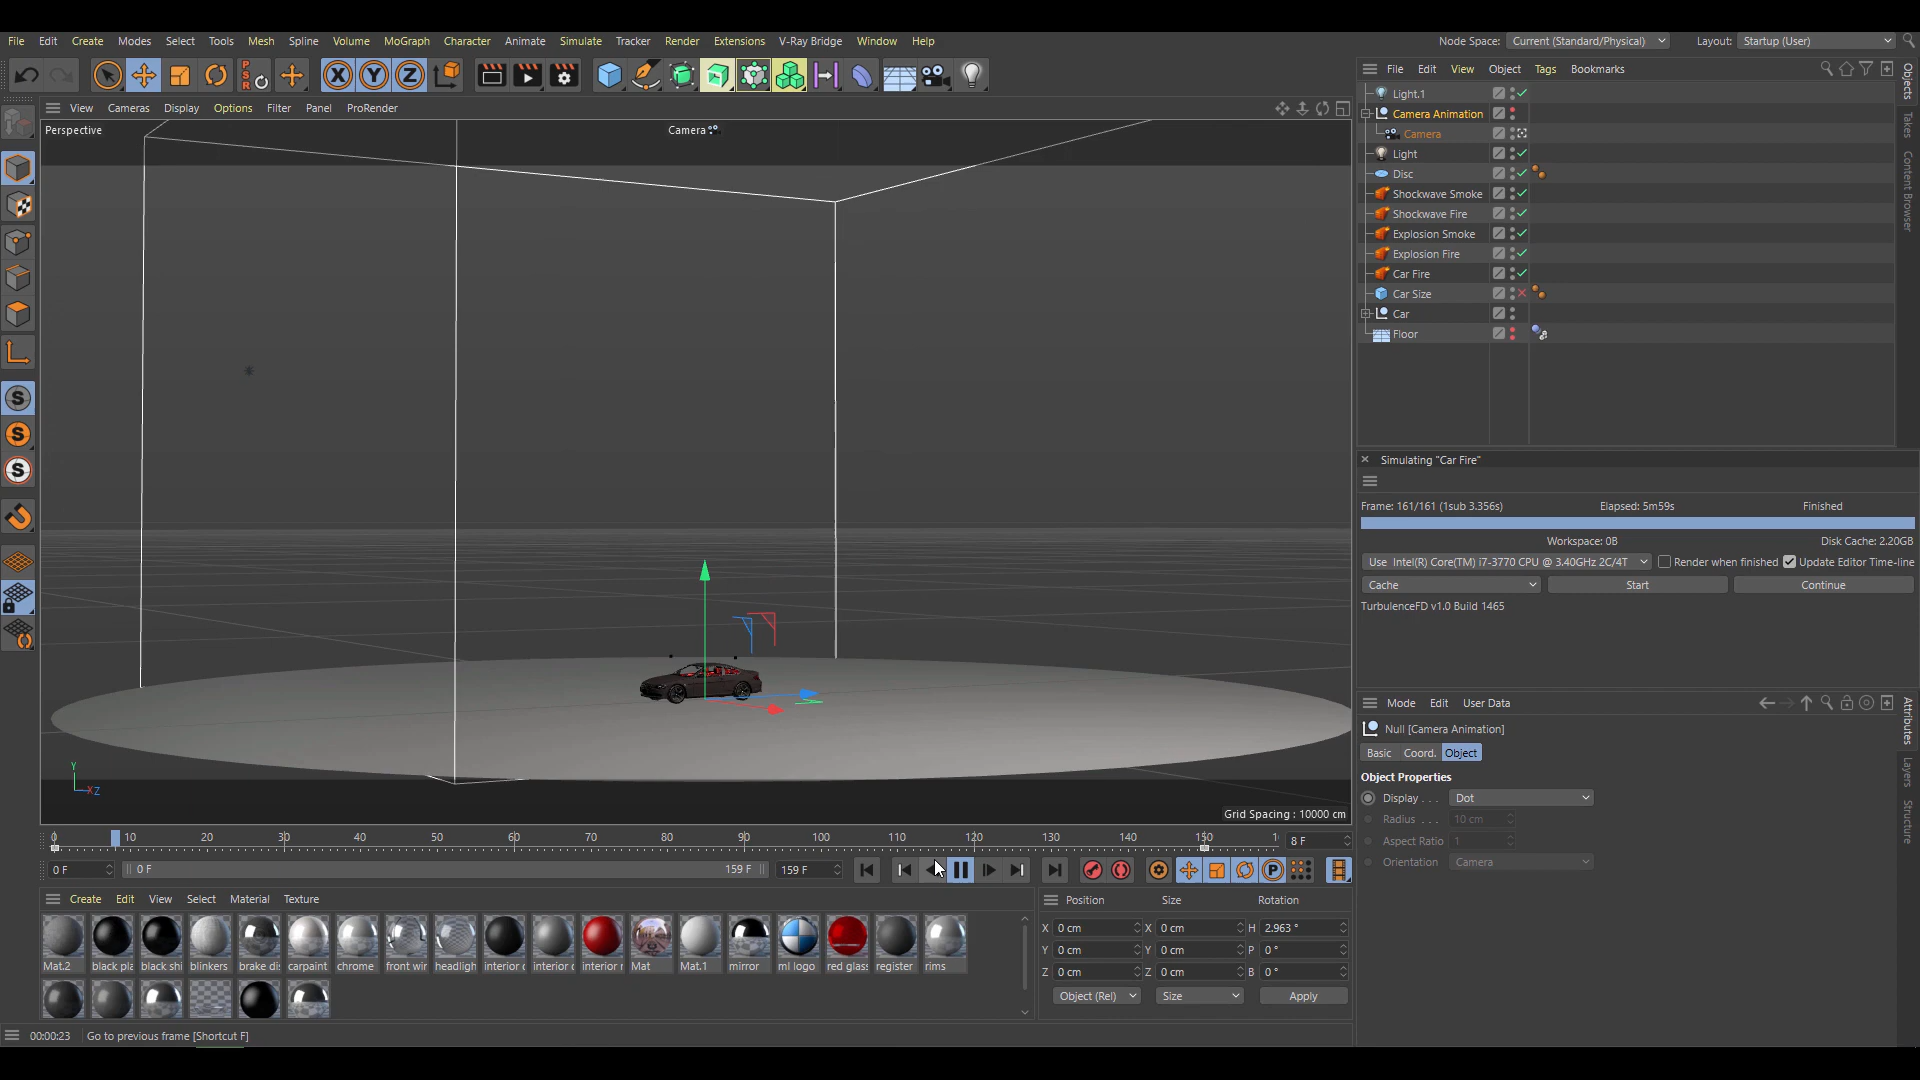 File Edit Create Modes Select Tools Mesh Spline Volume MoGraph Character Animate Simulate Tracker Render Extensions V-Ray Bridge Window Help
Node Space: Current (Standard/Physical) Layout: Startup (User)
PSR X Y Z
File Edit View Object Tags Bookmarks
View Cameras Display Options Filter Panel ProRender
Perspective
Camera
Light.1
Camera Animation
Camera
Light
Disc
Shockwave Smoke
Shockwave Fire
Explosion Smoke
Explosion Fire
Car Fire
Car Size
Car
Floor
Objects
Takes
Content Browser
S
S
S
Simulating "Car Fire"
Frame: 161/161 (1sub 3.356s) Elapsed: 5m59s Finished
Workspace: 0B Disk Cache: 2.20GB
Use Intel(R) Core(TM) i7-3770 CPU @ 3.40GHz 2C/4T Render when finished Update Editor Time-line
Cache Start Continue
TurbulenceFD v1.0 Build 1465
Mode Edit User Data
Null [Camera Animation]
Basic Coord. Object
Object Properties
Display . . . Dot
Radius . . . 10 cm
Aspect Ratio 1
Orientation Camera
Attributes
Layers
Structure
Y
X Z
Grid Spacing : 10000 cm
0 10 20 30 40 50 60 70 80 90 100 110 120 130 140 150 1 8 F
0 F 0 F 159 F 159 F P
Create Edit View Select Material Texture
Mat.2 black pla black shi blinkers brake di carpaint chrome front wir headligh interior c interior c interior r Mat Mat.1 mirror ml logo red glass register rims
Position Size Rotation
X 0 cm X 0 cm H 2.963 °
Y 0 cm Y 0 cm P 0 °
Z 0 cm Z 0 cm B 0 °
Object (Rel) Size Apply
00:00:23 Go to previous frame [Shortcut F]